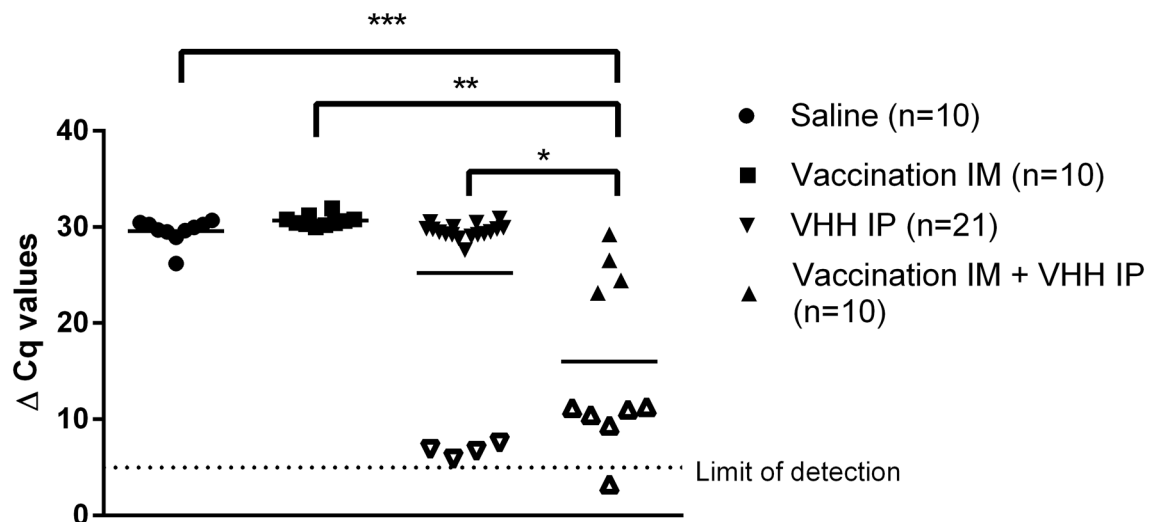 ***
**
*
40
30
20
10
0
Δ Cq values
Limit of detection
Saline (n=10)
Vaccination IM (n=10)
VHH IP (n=21)
Vaccination IM + VHH IP
(n=10)